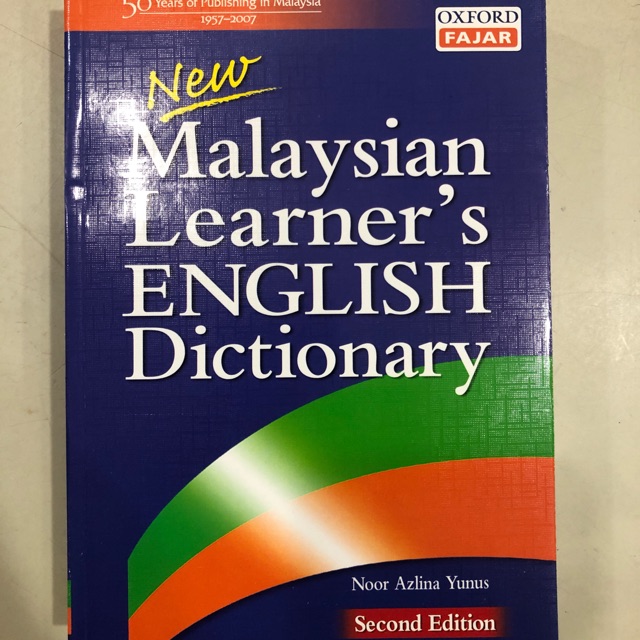 50 Years of Publishing in Malaysia
1957–2007
OXFORD
FAJAR
New
Malaysian
Learner's
ENGLISH
Dictionary
Noor Azlina Yunus
Second Edition